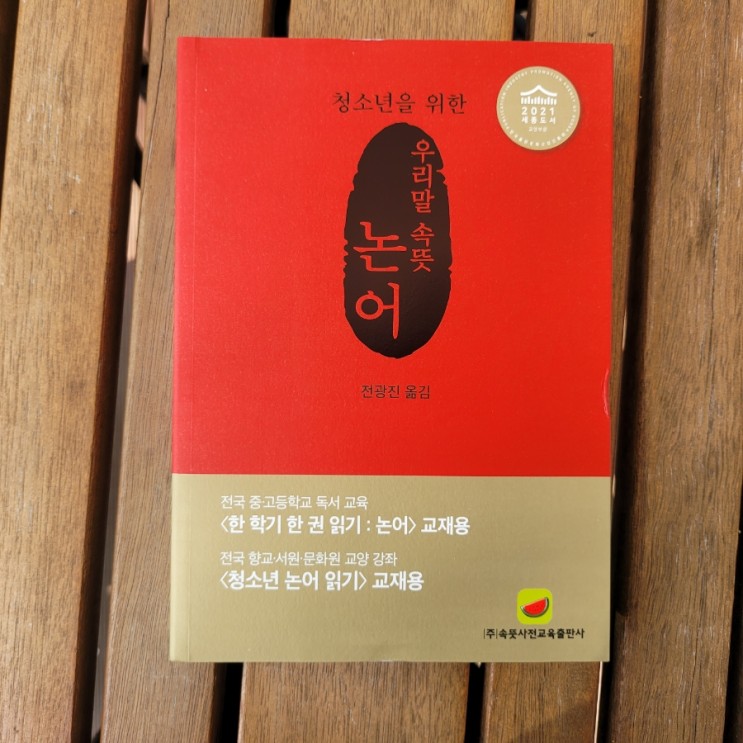 청소년을 위한
우리말 속뜻
논어
2021
세종도서
교양부문
전광진 옮김
전국 중·고등학교 독서 교육
〈한 학기 한 권 읽기 : 논어〉 교재용
전국 향교·서원·문화원 교양 강좌
〈청소년 논어 읽기〉 교재용
(주)속뜻사전교육출판사